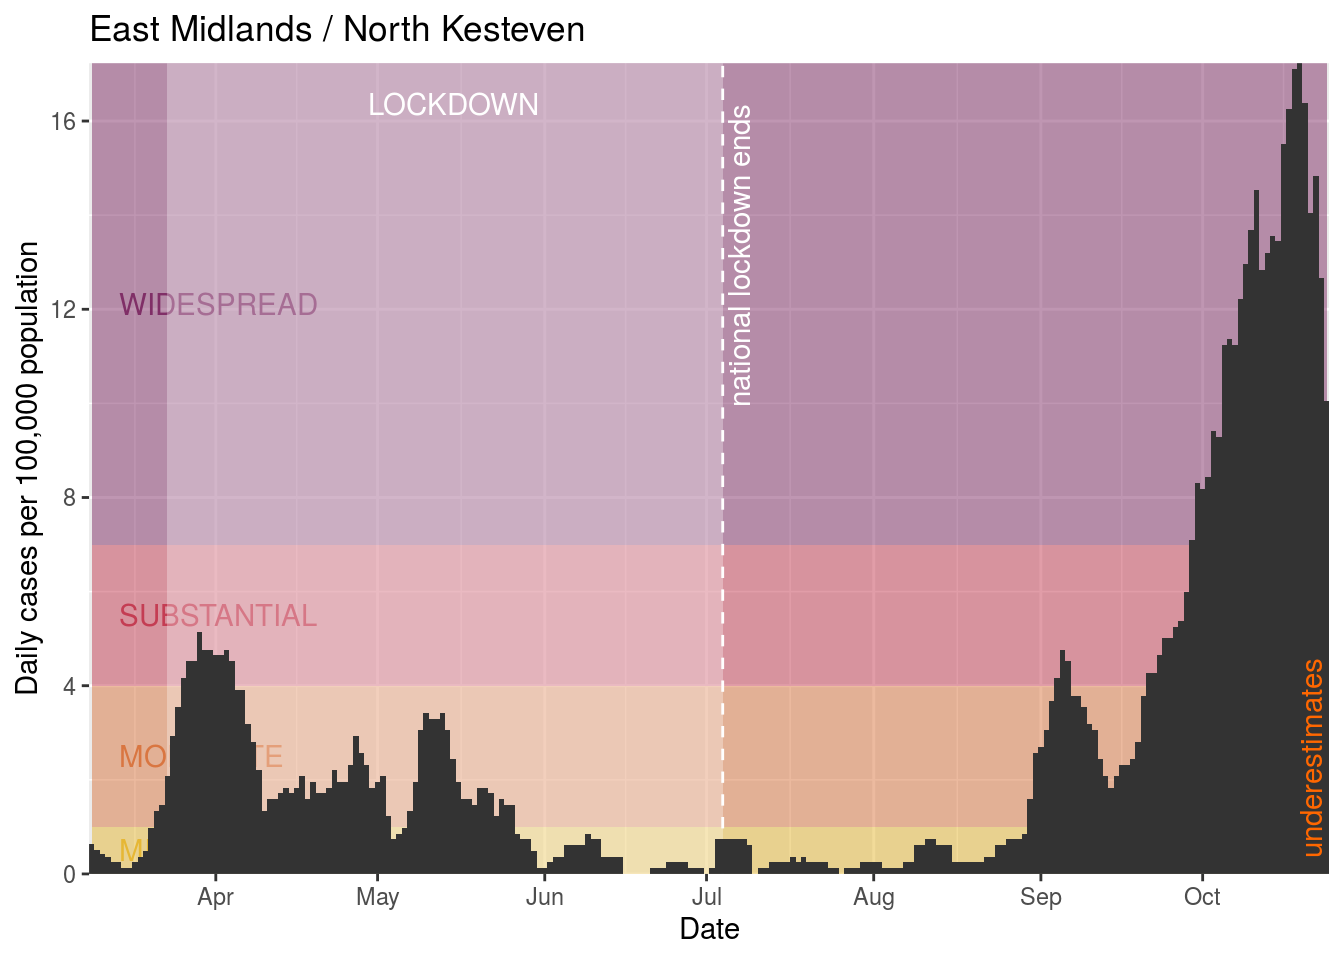 East Midlands / North Kesteven
LOCKDOWN
national lockdown ends
WIDESPREAD
SUBSTANTIAL
underestimates
Daily cases per 100,000 population
16
12
8
4
0
Apr
May
Jun
Jul
Aug
Sep
Oct
Date